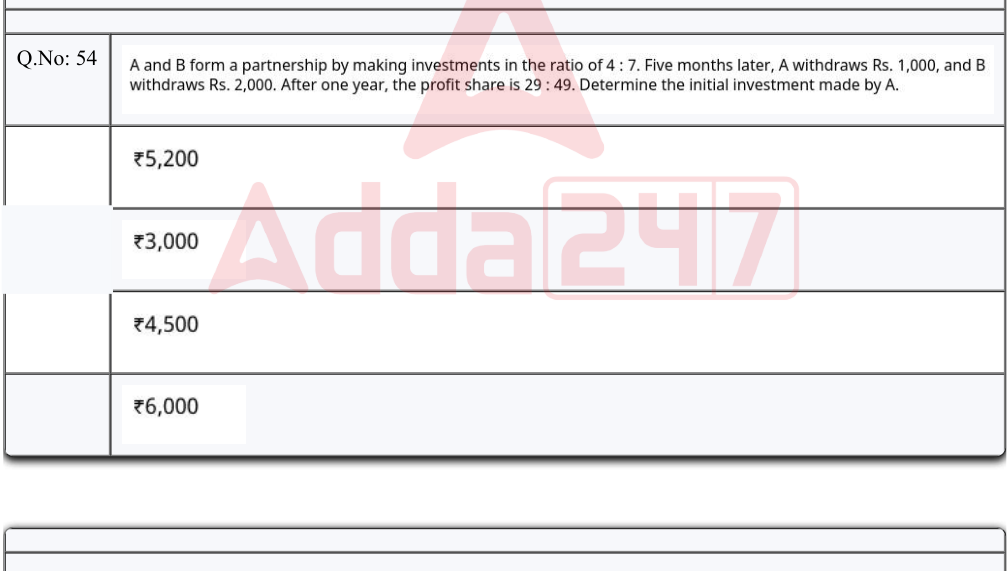 Q.No: 54
A and B form a partnership by making investments in the ratio of 4 : 7. Five months later, A withdraws Rs. 1,000, and B
withdraws Rs. 2,000. After one year, the profit share is 29 : 49. Determine the initial investment made by A.
₹5,200
Adda247
₹3,000
₹4,500
₹6,000